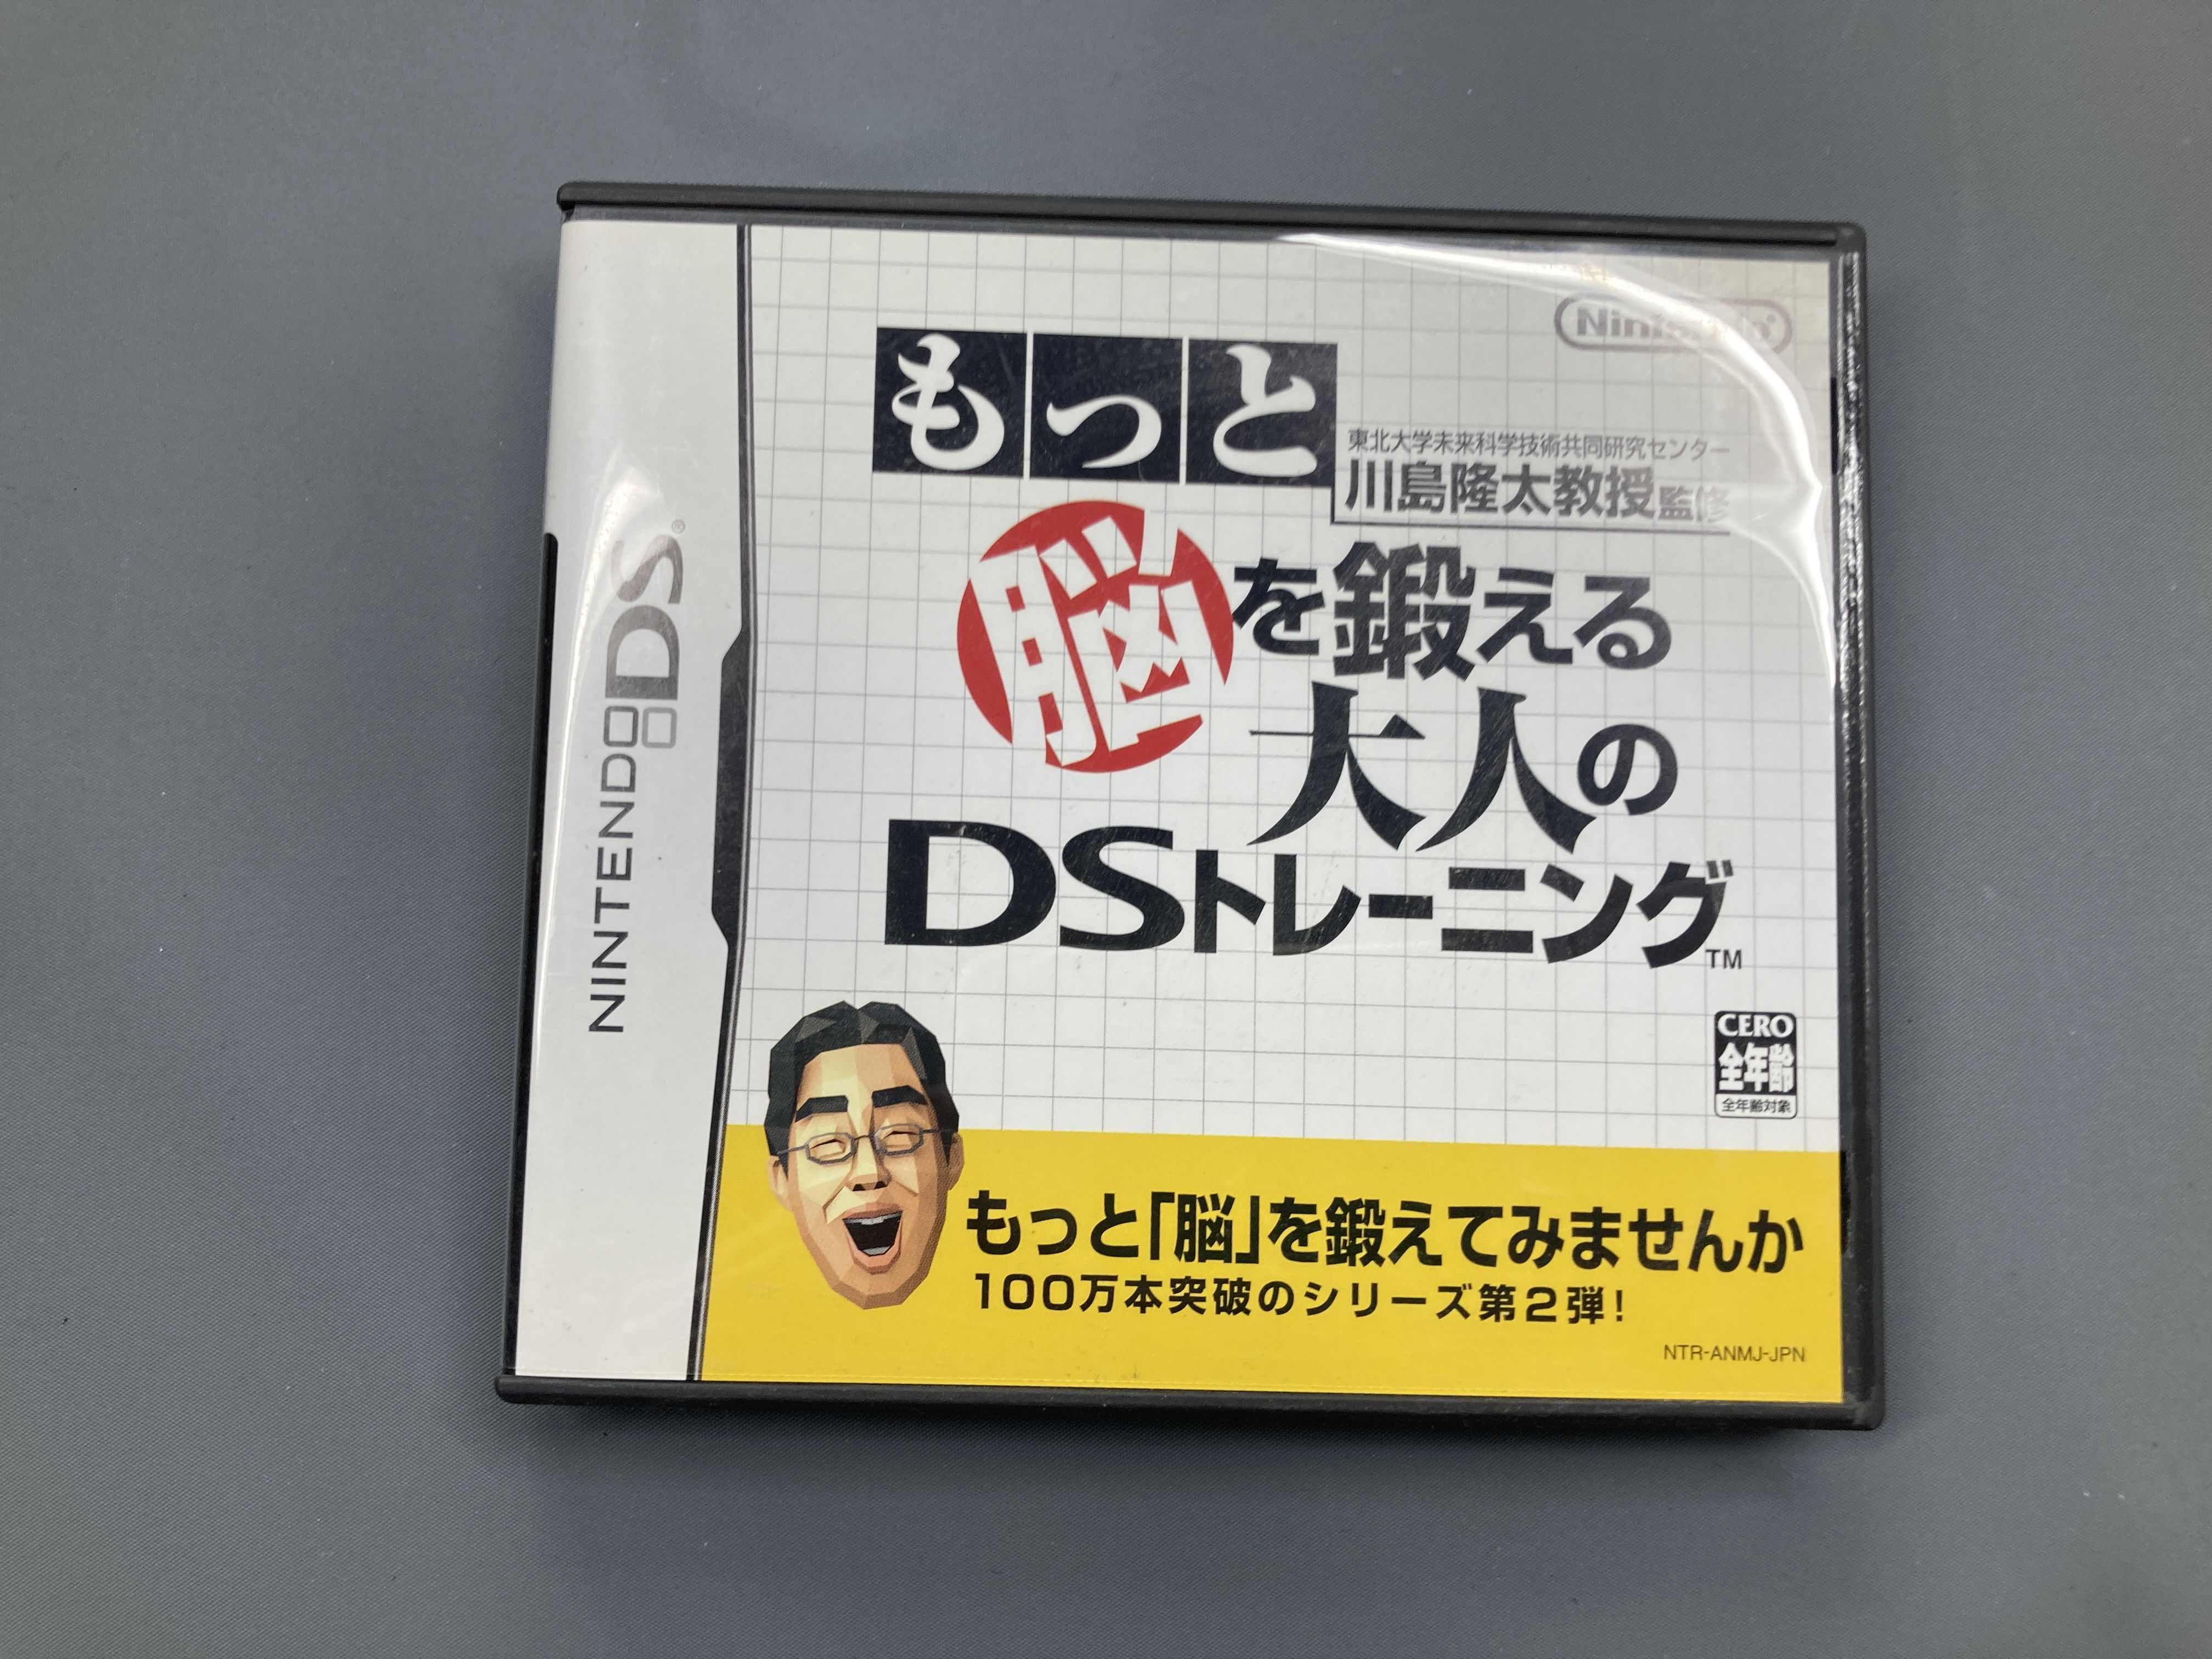 Nintendo®
NINTENDO DS®
もっと
東北大学未来科学技術共同研究センター
川島隆太教授監修
脳を鍛える
大人の
DSトレーニング™
CERO
全年齢
全年齢対象
もっと「脳」を鍛えてみませんか
100万本突破のシリーズ第2弾!
NTR-ANMJ-JPN